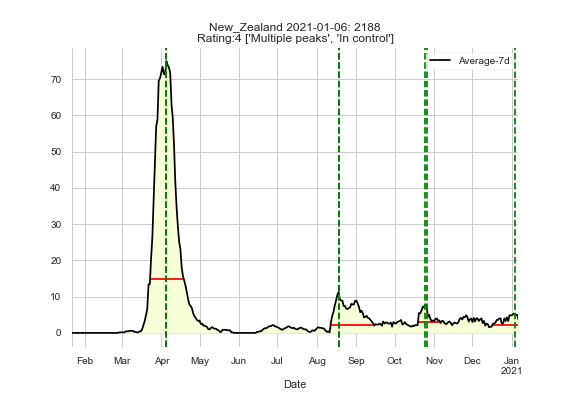 New_Zealand 2021-01-06: 2188
Rating:4 ['Multiple peaks', 'In control']
Average-7d
70
60
50
40
30
20
10
0
Feb Mar Apr May Jun Jul Aug Sep Oct Nov Dec Jan
2021
Date